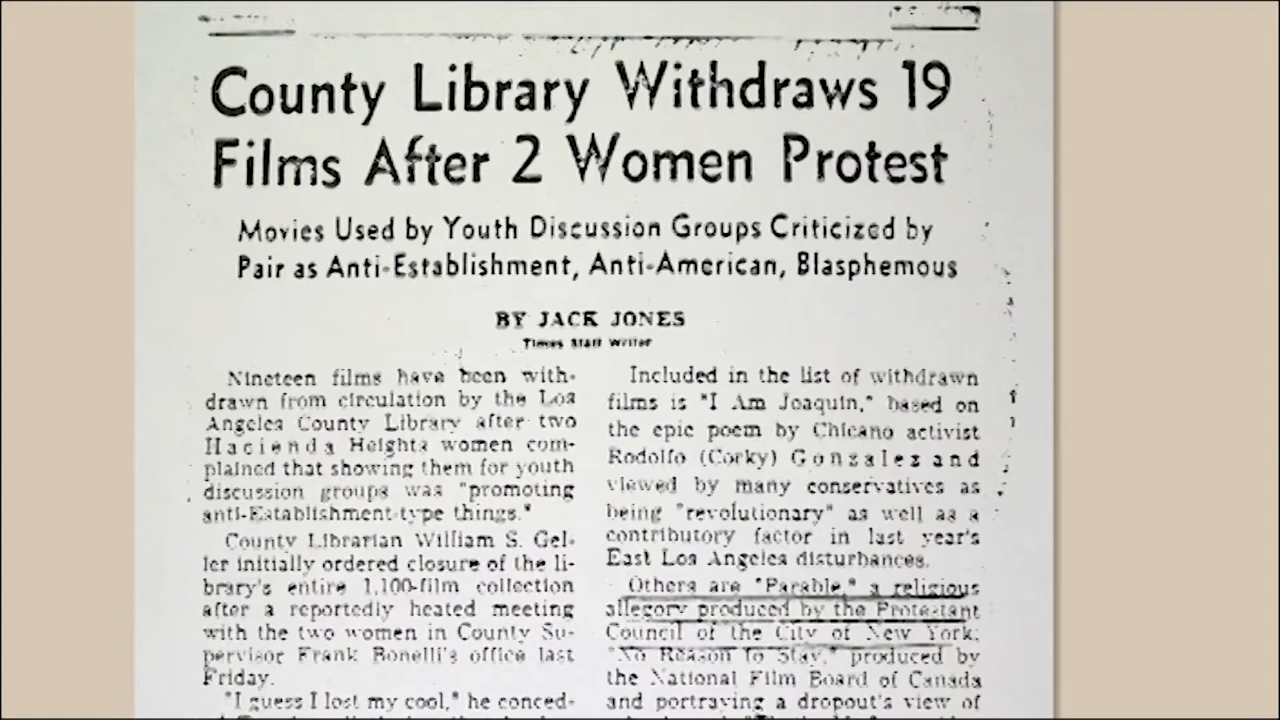 County Library Withdraws 19
Films After 2 Women Protest
Movies Used by Youth Discussion Groups Criticized by
Pair as Anti-Establishment, Anti-American, Blasphemous
BY JACK JONES
Times Staff Writer
Nineteen films have been with-
drawn from circulation by the Los
Angeles County Library after two
Hacienda Heights women com-
plained that showing them for youth
discussion groups was "promoting
anti-Establishment-type things."
County Librarian William S. Gel-
ler initially ordered closure of the li-
brary's entire 1,100-film collection
after a reportedly heated meeting
with the two women in County Su-
pervisor Frank Bonelli's office last
Friday.
"I guess I lost my cool," he conced-
Included in the list of withdrawn
films is "I Am Joaquin," based on
the epic poem by Chicano activist
Rodolfo (Corky) Gonzales and
viewed by many conservatives as
being "revolutionary" as well as a
contributory factor in last year's
East Los Angeles disturbances.
Others are "Parable," a religious
allegory produced by the Protestant
Council of the City of New York;
"No Reason to Stay," produced by
the National Film Board of Canada
and portraying a dropout's view of